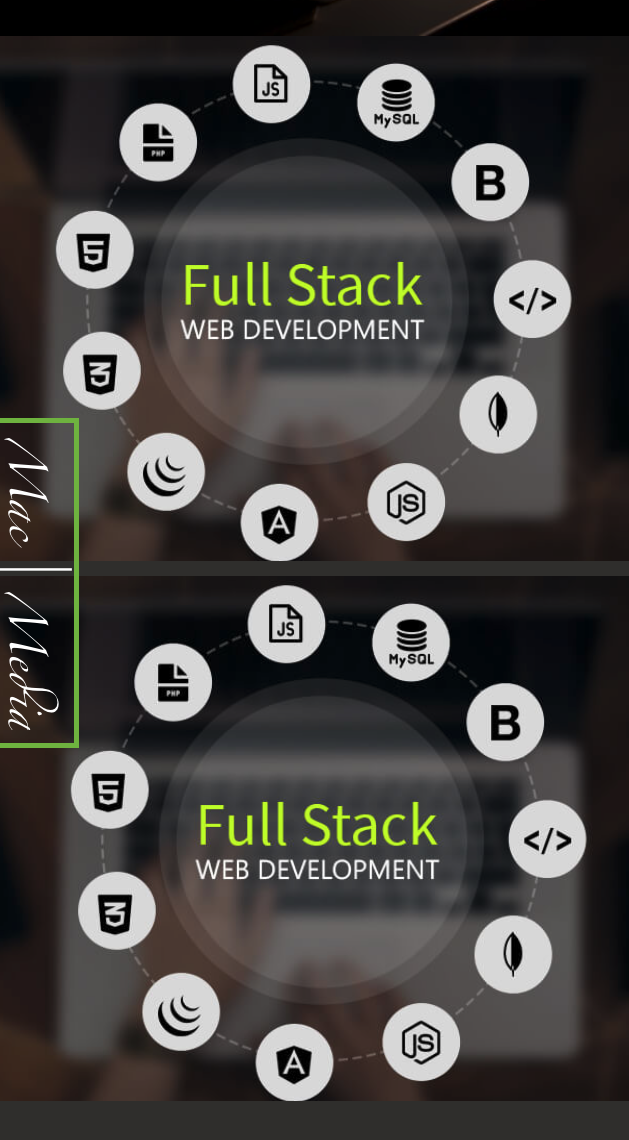 JS
MySQL
PHP
B
5
Full Stack
WEB DEVELOPMENT
</>
3
JS
A
Mac
Media
JS
MySQL
PHP
B
5
Full Stack
WEB DEVELOPMENT
</>
3
JS
A